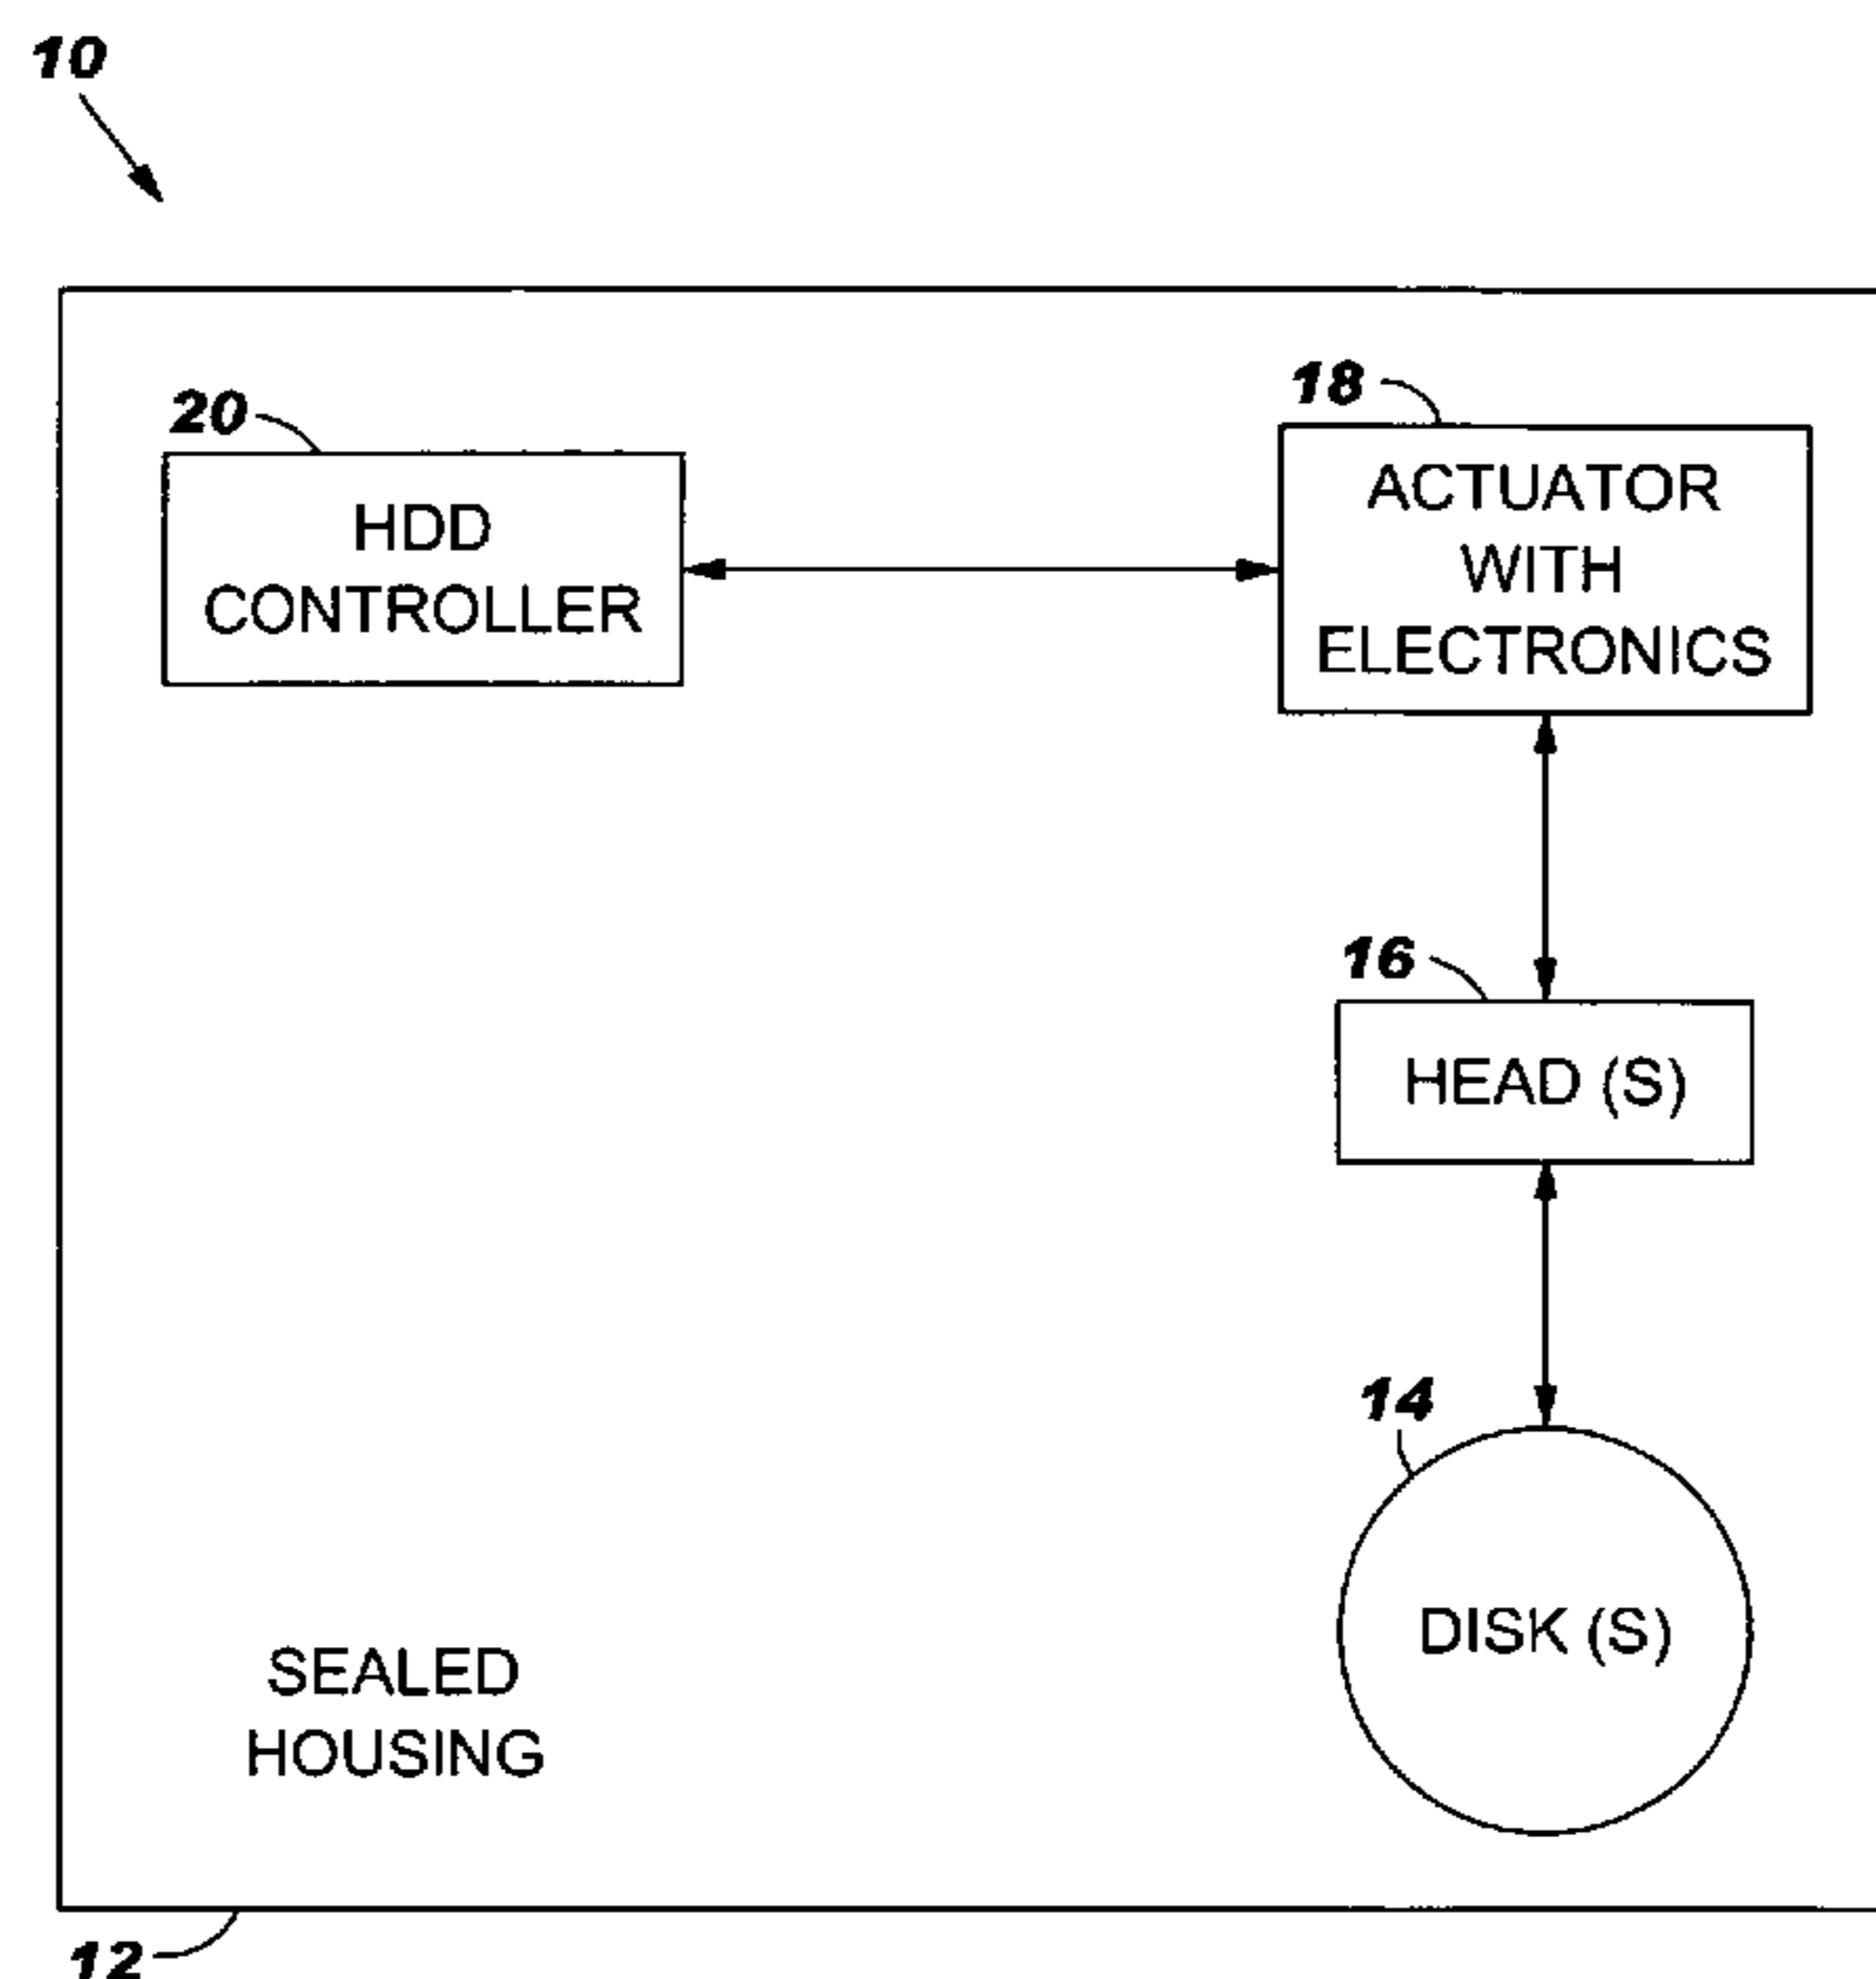 10
18
20
ACTUATOR
WITH
ELECTRONICS
HDD
CONTROLLER
16
HEAD (S)
14
DISK (S)
SEALED
HOUSING
12